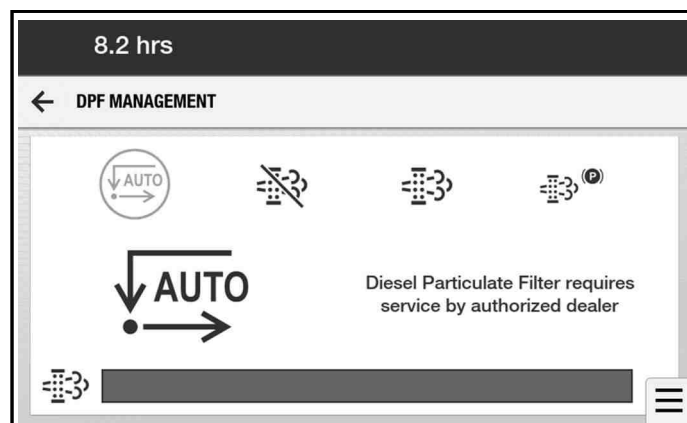 8.2 hrs
DPF MANAGEMENT
AUTO
P
AUTO
Diesel Particulate Filter requires
service by authorized dealer